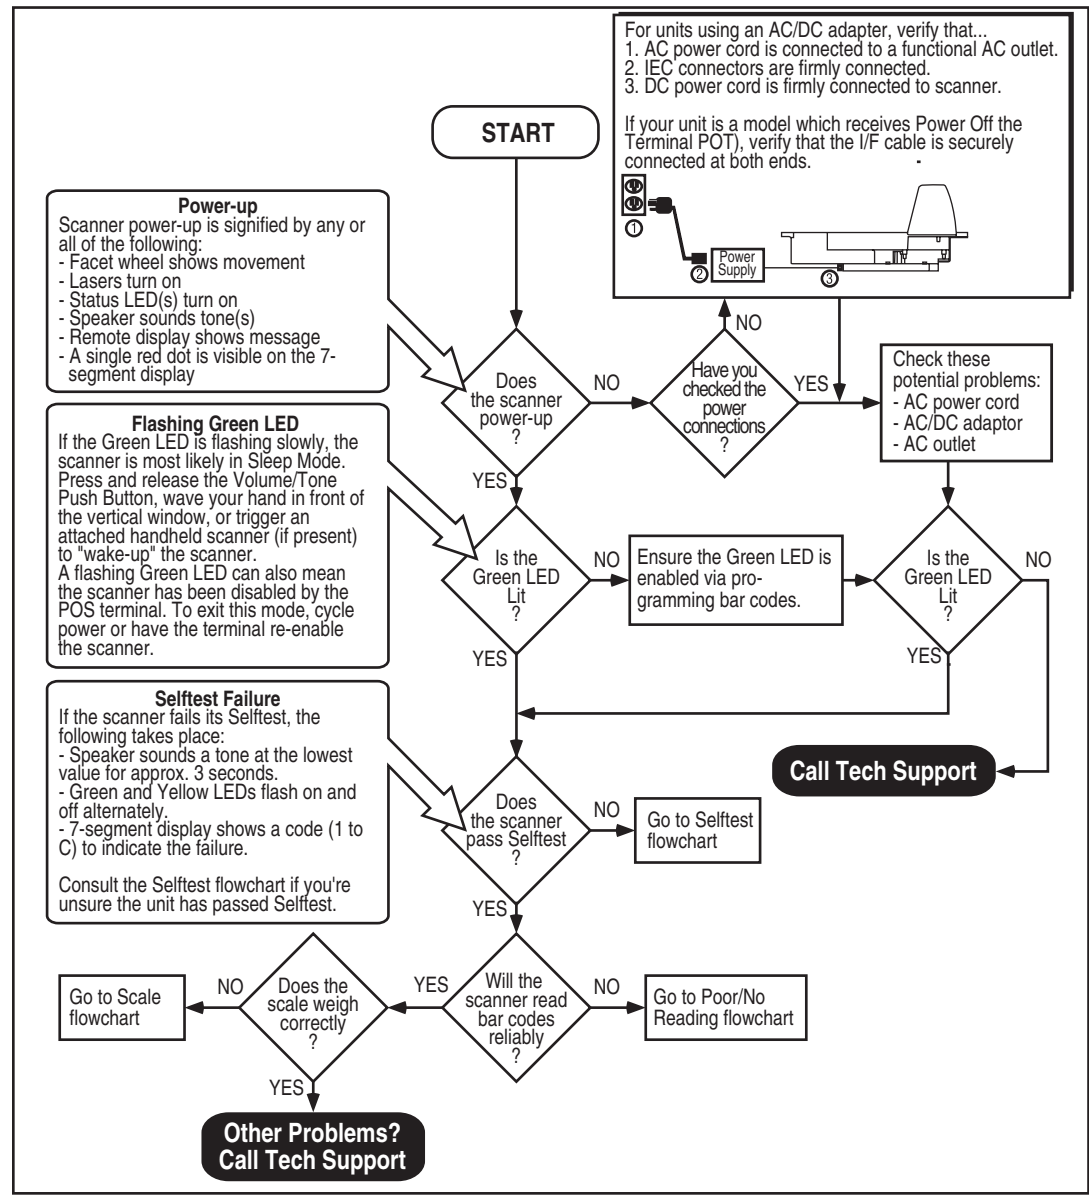 For units using an AC/DC adapter, verify that...
1. AC power cord is connected to a functional AC outlet.
2. IEC connectors are firmly connected.
3. DC power cord is firmly connected to scanner.
If your unit is a model which receives Power Off the
Terminal POT), verify that the I/F cable is securely
connected at both ends.
1
2
Power
Supply
3
START
Power-up
Scanner power-up is signified by any or
all of the following:
- Facet wheel shows movement
- Lasers turn on
- Status LED(s) turn on
- Speaker sounds tone(s)
- Remote display shows message
- A single red dot is visible on the 7-
segment display
Does
the scanner
power-up
?
NO
YES
Have you
checked the
power
connections
?
NO
YES
Check these
potential problems:
- AC power cord
- AC/DC adaptor
- AC outlet
Flashing Green LED
If the Green LED is flashing slowly, the
scanner is most likely in Sleep Mode.
Press and release the Volume/Tone
Push Button, wave your hand in front of
the vertical window, or trigger an
attached handheld scanner (if present)
to "wake-up" the scanner.
A flashing Green LED can also mean
the scanner has been disabled by the
POS terminal. To exit this mode, cycle
power or have the terminal re-enable
the scanner.
Is the
Green LED
Lit
?
NO
YES
Ensure the Green LED is
enabled via pro-
gramming bar codes.
Is the
Green LED
Lit
?
NO
YES
Call Tech Support
Selftest Failure
If the scanner fails its Selftest, the
following takes place:
- Speaker sounds a tone at the lowest
value for approx. 3 seconds.
- Green and Yellow LEDs flash on and
off alternately.
- 7-segment display shows a code (1 to
C) to indicate the failure.
Consult the Selftest flowchart if you're
unsure the unit has passed Selftest.
Does
the scanner
pass Selftest
?
NO
YES
Go to Selftest
flowchart
Will the
scanner read
bar codes
reliably
?
NO
YES
Go to Poor/No
Reading flowchart
Does the
scale weigh
correctly
?
NO
YES
Go to Scale
flowchart
Other Problems?
Call Tech Support